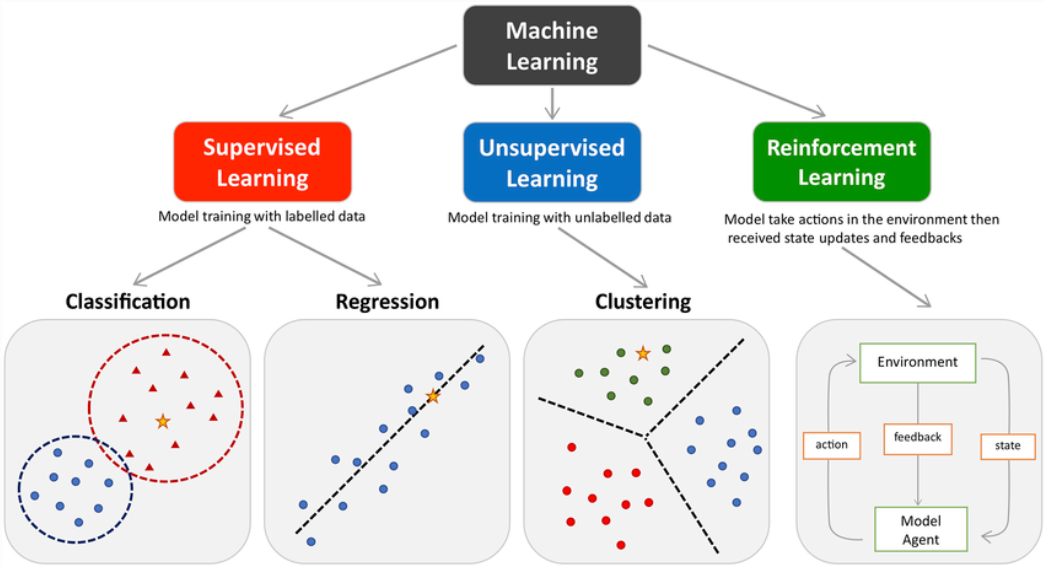 Machine
Learning
Supervised
Learning
Unsupervised
Learning
Reinforcement
Learning
Model training with labelled data
Model training with unlabelled data
Model take actions in the environment then
received state updates and feedbacks
Classification
Regression
Clustering
Environment
action
feedback
state
Model
Agent